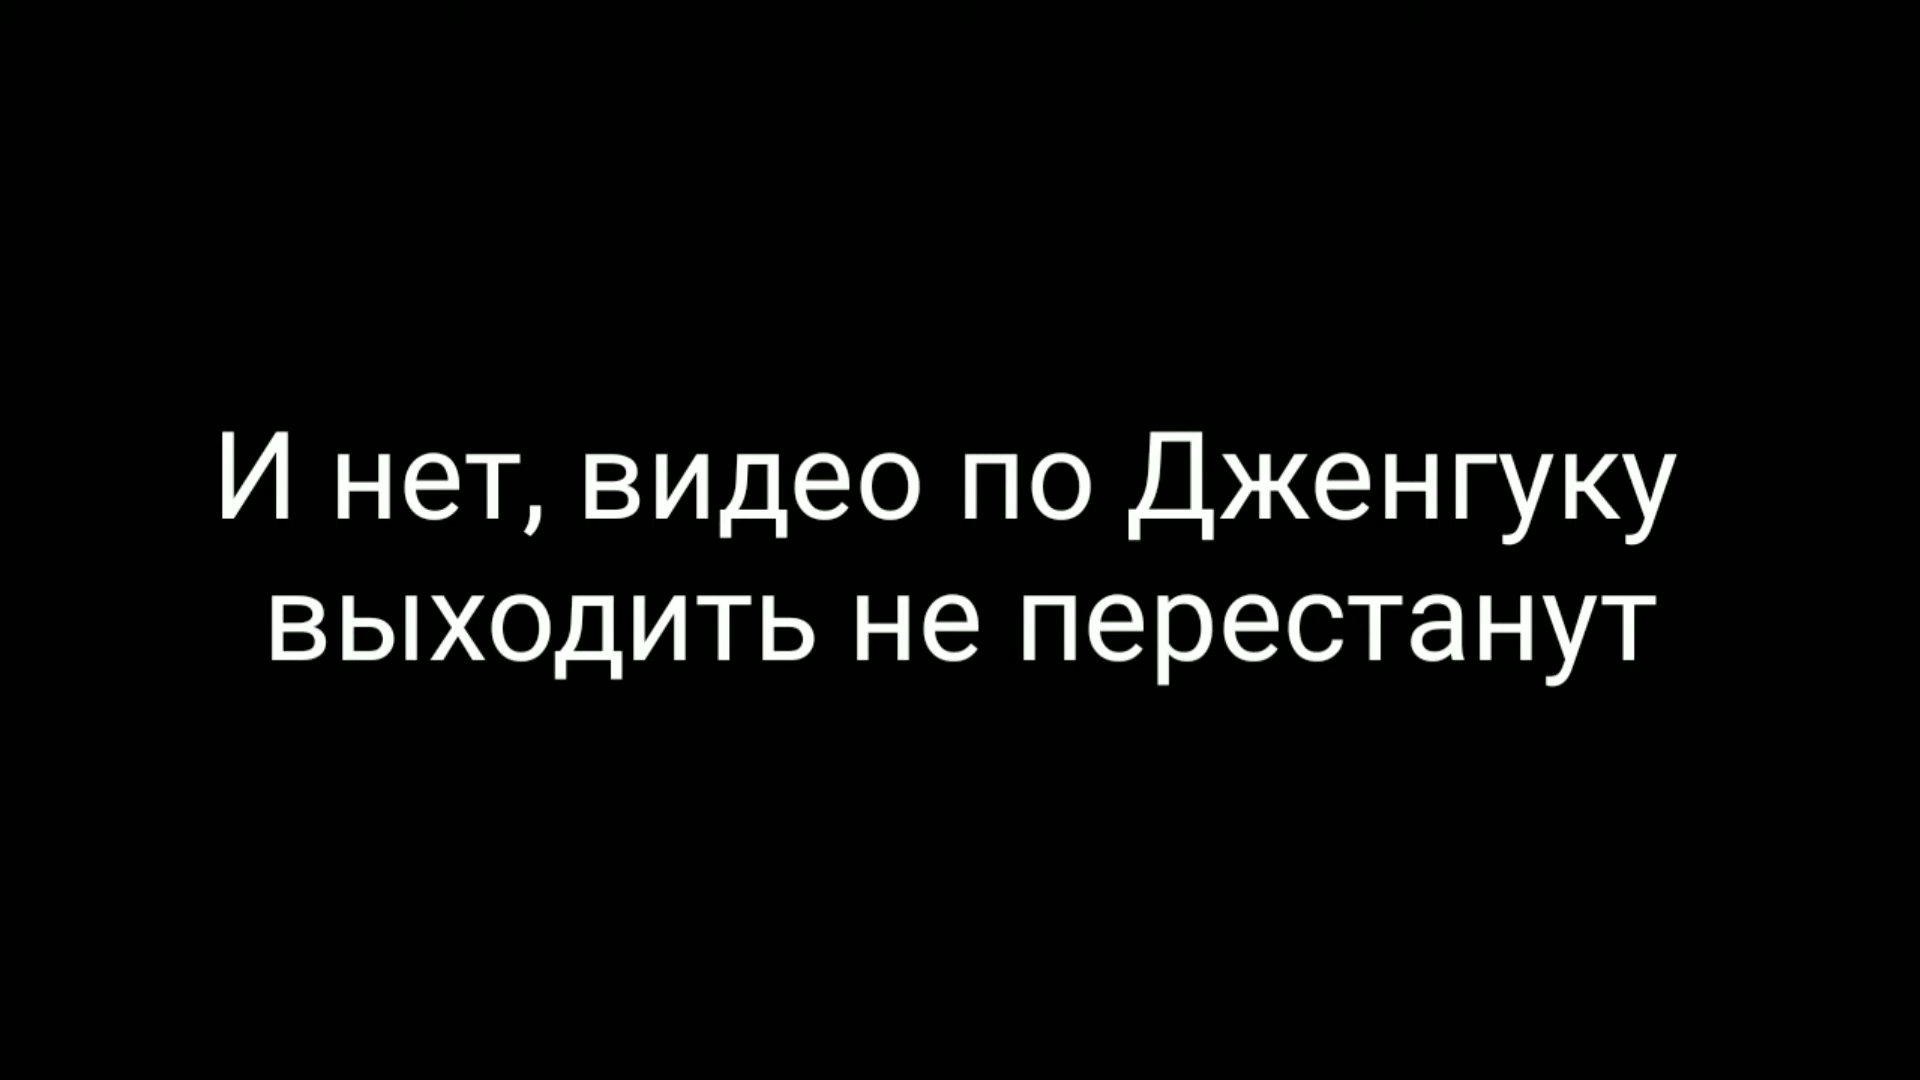 И нет, видео по Дженгуку
выходить не перестанут